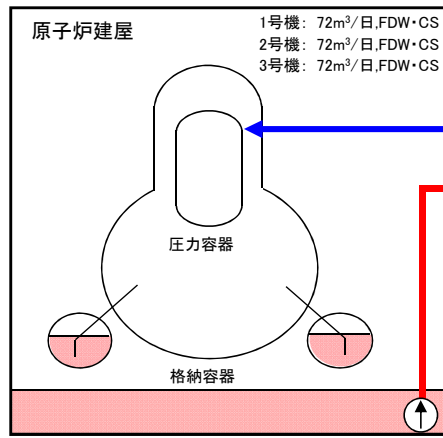 原子炉建屋
1号機: 72m³/日,FDW・CS
2号機: 72m³/日,FDW・CS
3号機: 72m³/日,FDW・CS
圧力容器
格納容器